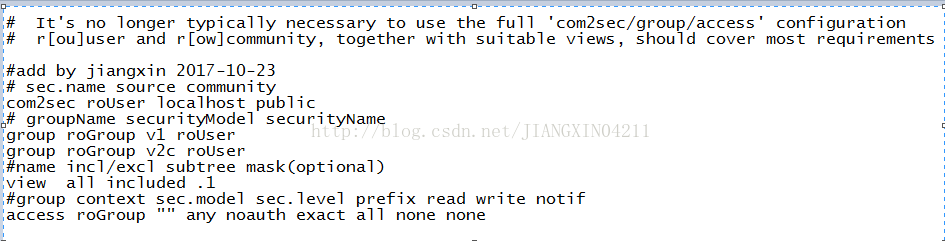 #  It's no longer typically necessary to use the full 'com2sec/group/access' configuration
#  r[ou]user and r[ow]community, together with suitable views, should cover most requirements
#add by jiangxin 2017-10-23
# sec.name source community
com2sec roUser localhost public
# groupName securityModel securityName
http://blog.csdn.net/JIANGXIN04211
group roGroup v1 roUser
group roGroup v2c roUser
#name incl/excl subtree mask(optional)
view  all included .1
#group context sec.model sec.level prefix read write notif
access roGroup "" any noauth exact all none none